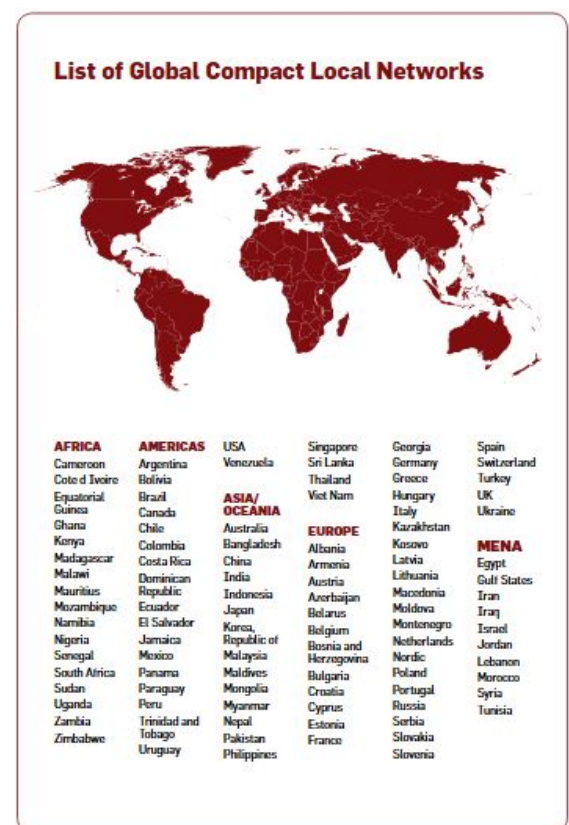 List of Global Compact Local Networks
AFRICA
Cameroon
Cote d Ivoire
Equatorial
Guinea
Ghana
Kenya
Madagascar
Malawi
Mauritius
Mozambique
Namibia
Nigeria
Senegal
South Africa
Sudan
Uganda
Zambia
Zimbabwe
AMERICAS
Argentina
Bolivia
Brazil
Canada
Chile
Colombia
Costa Rica
Dominican
Republic
Ecuador
El Salvador
Jamaica
Mexico
Panama
Paraguay
Peru
Trinidad and
Tobago
Uruguay
USA
Venezuela
ASIA/
OCEANIA
Australia
Bangladesh
China
India
Indonesia
Japan
Korea,
Republic of
Malaysia
Maldives
Mongolia
Myanmar
Nepal
Pakistan
Philippines
Singapore
Sri Lanka
Thailand
Viet Nam
EUROPE
Albania
Armenia
Austria
Azerbaijan
Belarus
Belgium
Bosnia and
Herzegovina
Bulgaria
Croatia
Cyprus
Estonia
France
Georgia
Germany
Greece
Hungary
Italy
Kazakhstan
Kosovo
Latvia
Lithuania
Macedonia
Moldova
Montenegro
Netherlands
Nordic
Poland
Portugal
Russia
Serbia
Slovakia
Slovenia
Spain
Switzerland
Turkey
UK
Ukraine
MENA
Egypt
Gulf States
Iran
Iraq
Israel
Jordan
Lebanon
Morocco
Syria
Tunisia